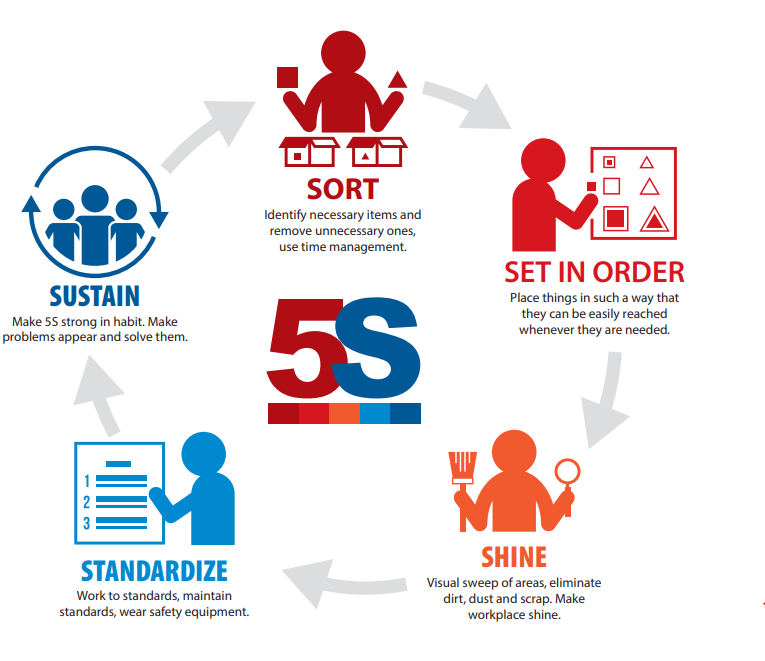 SORT
Identify necessary items and
remove unnecessary ones,
use time management.
SET IN ORDER
Place things in such a way that
they can be easily reached
whenever they are needed.
SHINE
Visual sweep of areas, eliminate
dirt, dust and scrap. Make
workplace shine.
1
2
3
STANDARDIZE
Work to standards, maintain
standards, wear safety equipment.
SUSTAIN
Make 5S strong in habit. Make
problems appear and solve them.
5S